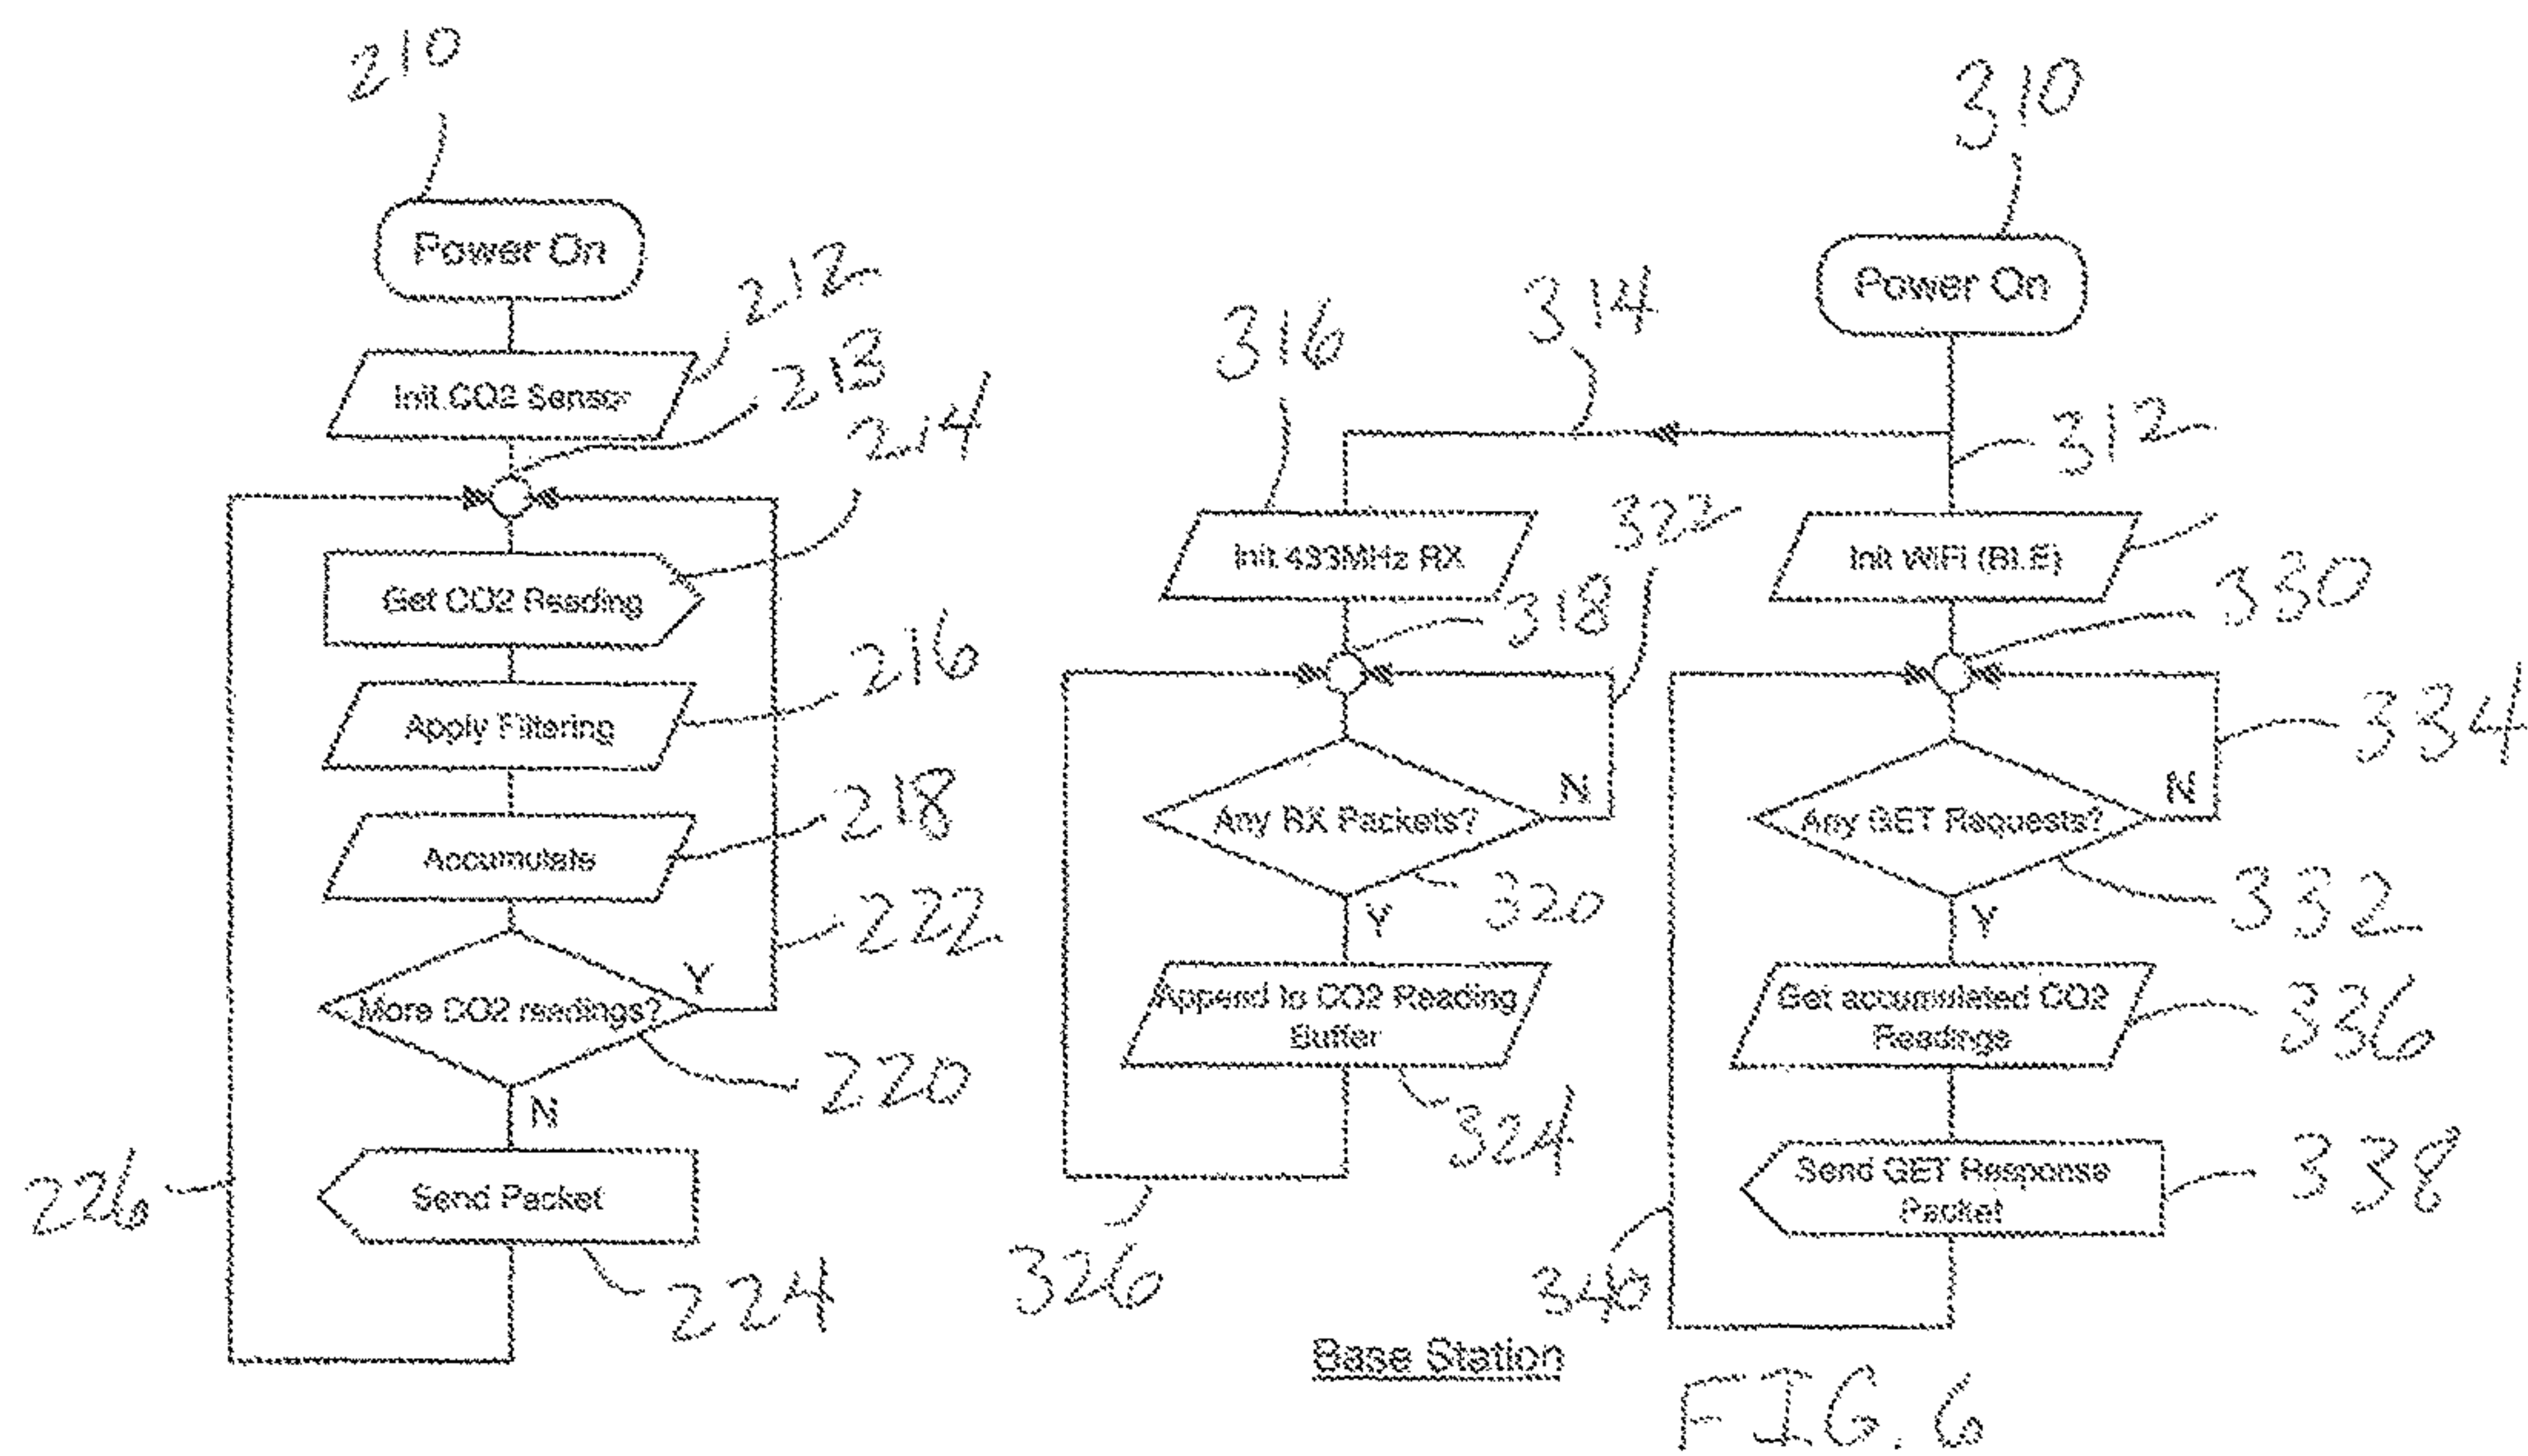 210
Power On
212
Init CO2 Sensor
213
214
Get CO2 Reading
216
Apply Filtering
218
Accumulate
222
More CO2 readings?
Y
220
N
Send Packet
226
224
310
Power On
314
312
316
Init 433MHz RX
322
318
Any RX Packets?
N
320
Y
Append to CO2 Reading
Buffer
324
326
Init WiFi (BLE)
330
334
Any GET Requests?
N
332
Y
Get accumulated CO2
Readings
336
Send GET Response
Packet
338
340
Base Station
FIG. 6